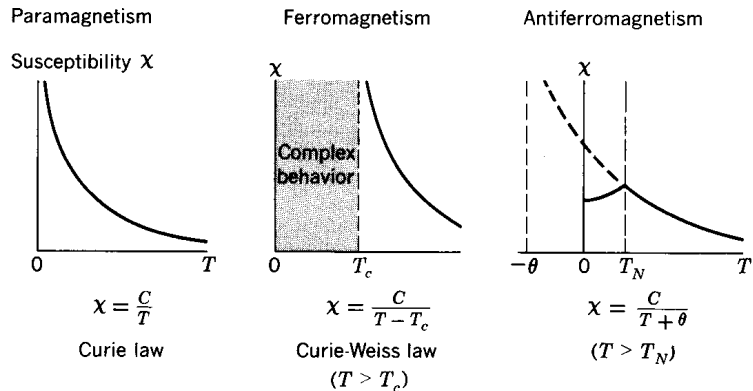 Paramagnetism
Susceptibility χ
0
T
χ = C/T
Curie law
Ferromagnetism
χ
Complex
behavior
0
T_c
χ = C/(T − T_c)
Curie-Weiss law
(T > T_c)
Antiferromagnetism
χ
−θ
0
T_N
T
χ = C/(T + θ)
(T > T_N)